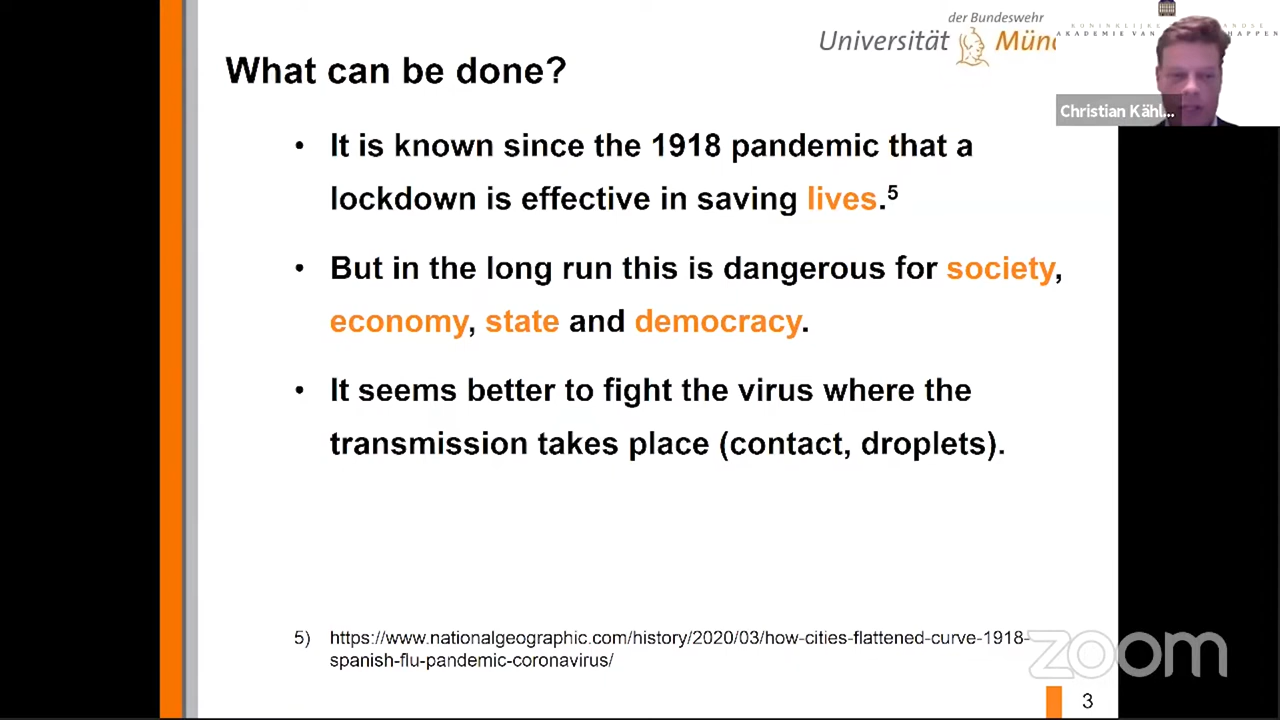 der Bundeswehr
Universität
What can be done?
Christian Kähl...
• It is known since the 1918 pandemic that a
lockdown is effective in saving lives.⁵
• But in the long run this is dangerous for society,
economy, state and democracy.
• It seems better to fight the virus where the
transmission takes place (contact, droplets).
5) https://www.nationalgeographic.com/history/2020/03/how-cities-flattened-curve-1918-
spanish-flu-pandemic-coronavirus/
zoom
3